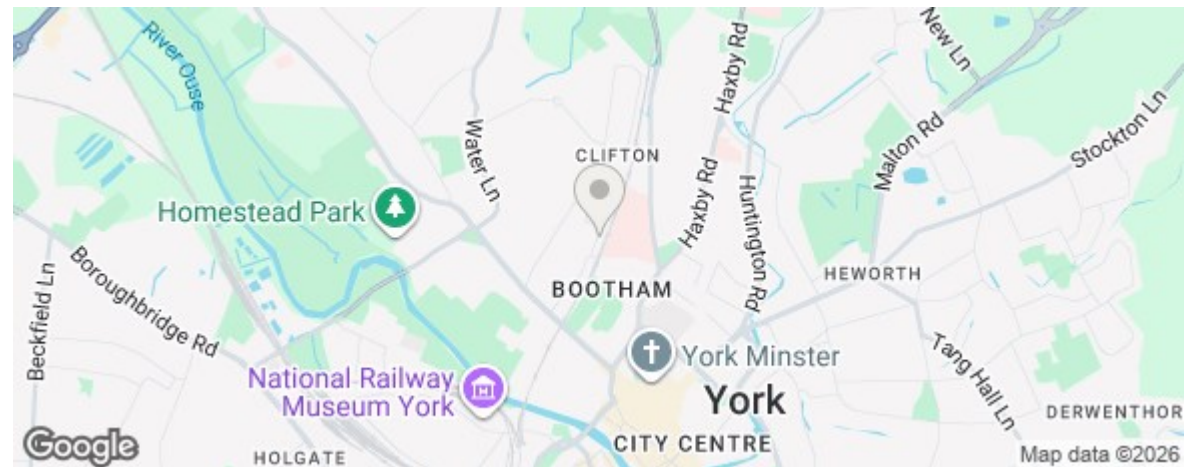 River Ouse
New Ln
Haxby Rd
Water Ln
CLIFTON
Malton Rd
Stockton Ln
Homestead Park
Haxby Rd
Huntington Rd
Beckfield Ln
Boroughbridge Rd
BOOTHAM
HEWORTH
National Railway
Museum York
York Minster
York
Tang Hall Ln
DERWENTHOR
CITY CENTRE
HOLGATE
Google
Map data ©2026